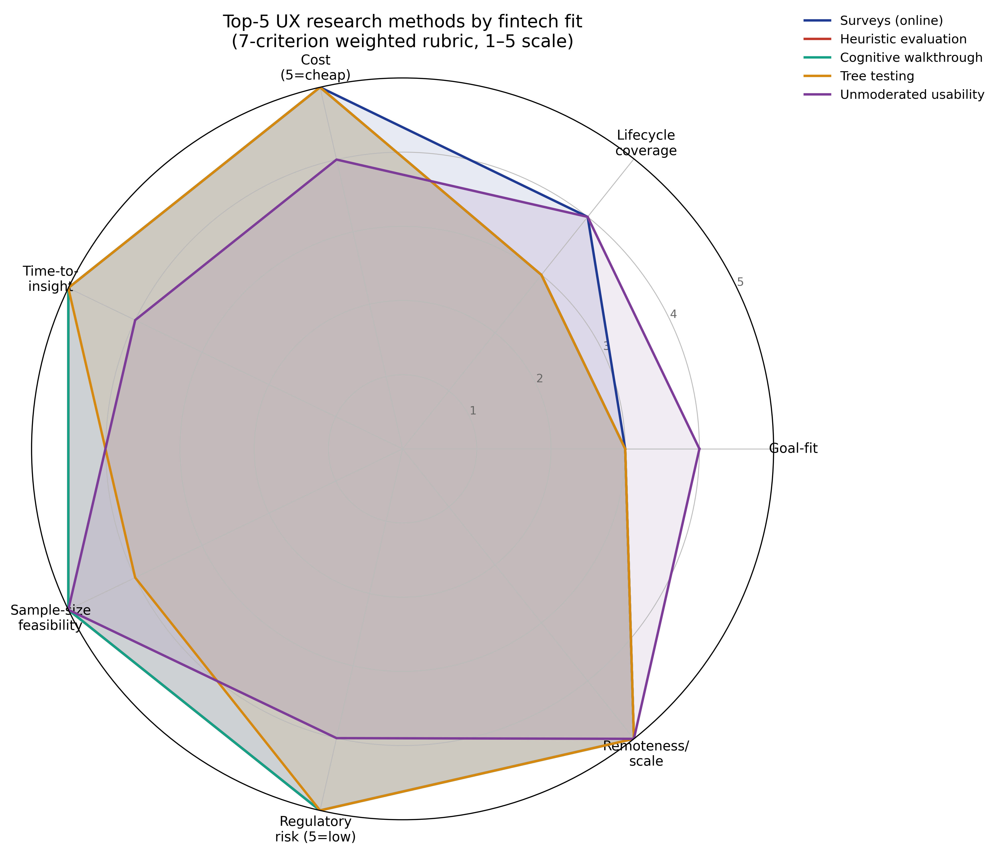 Top-5 UX research methods by fintech fit
(7-criterion weighted rubric, 1–5 scale)
Surveys (online)
Heuristic evaluation
Cognitive walkthrough
Tree testing
Unmoderated usability
Cost
(5=cheap)
Lifecycle
coverage
Time-to-
insight
5
4
3
2
1
Goal-fit
Sample-size
feasibility
Remoteness/
scale
Regulatory
risk (5=low)